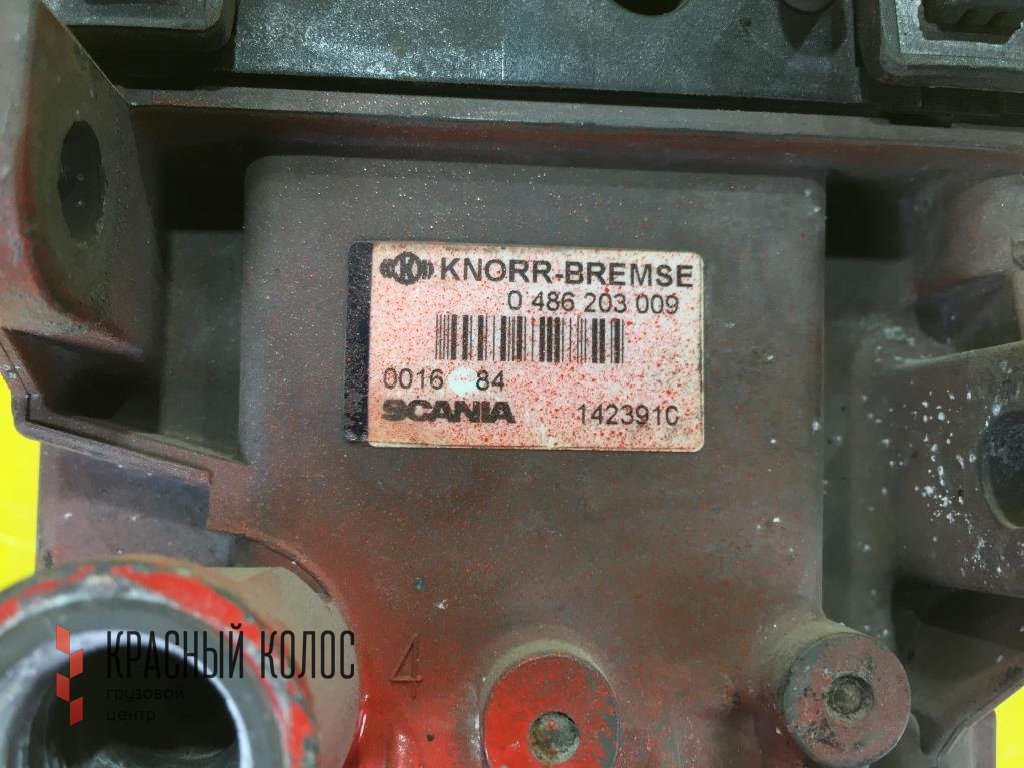 KNORR-BREMSE
0 486 203 009
0016 84
SCANIA 142391C
КРАСНЫЙ КОЛОС
грузовой
центр
4